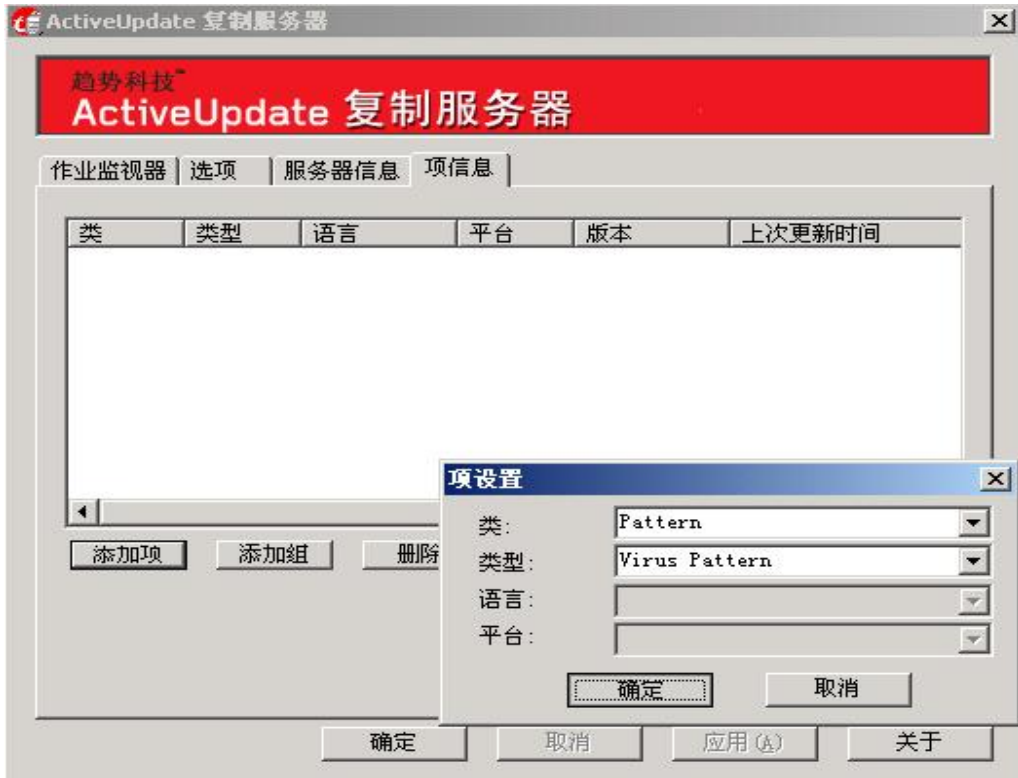 ActiveUpdate 复制服务器
趋势科技™
ActiveUpdate 复制服务器
作业监视器 选项 服务器信息 项信息
类 类型 语言 平台 版本 上次更新时间
项设置
类: Pattern
添加项 添加组 删除
类型: Virus Pattern
语言:
平台:
确定 取消
确定 取消 应用(A) 关于